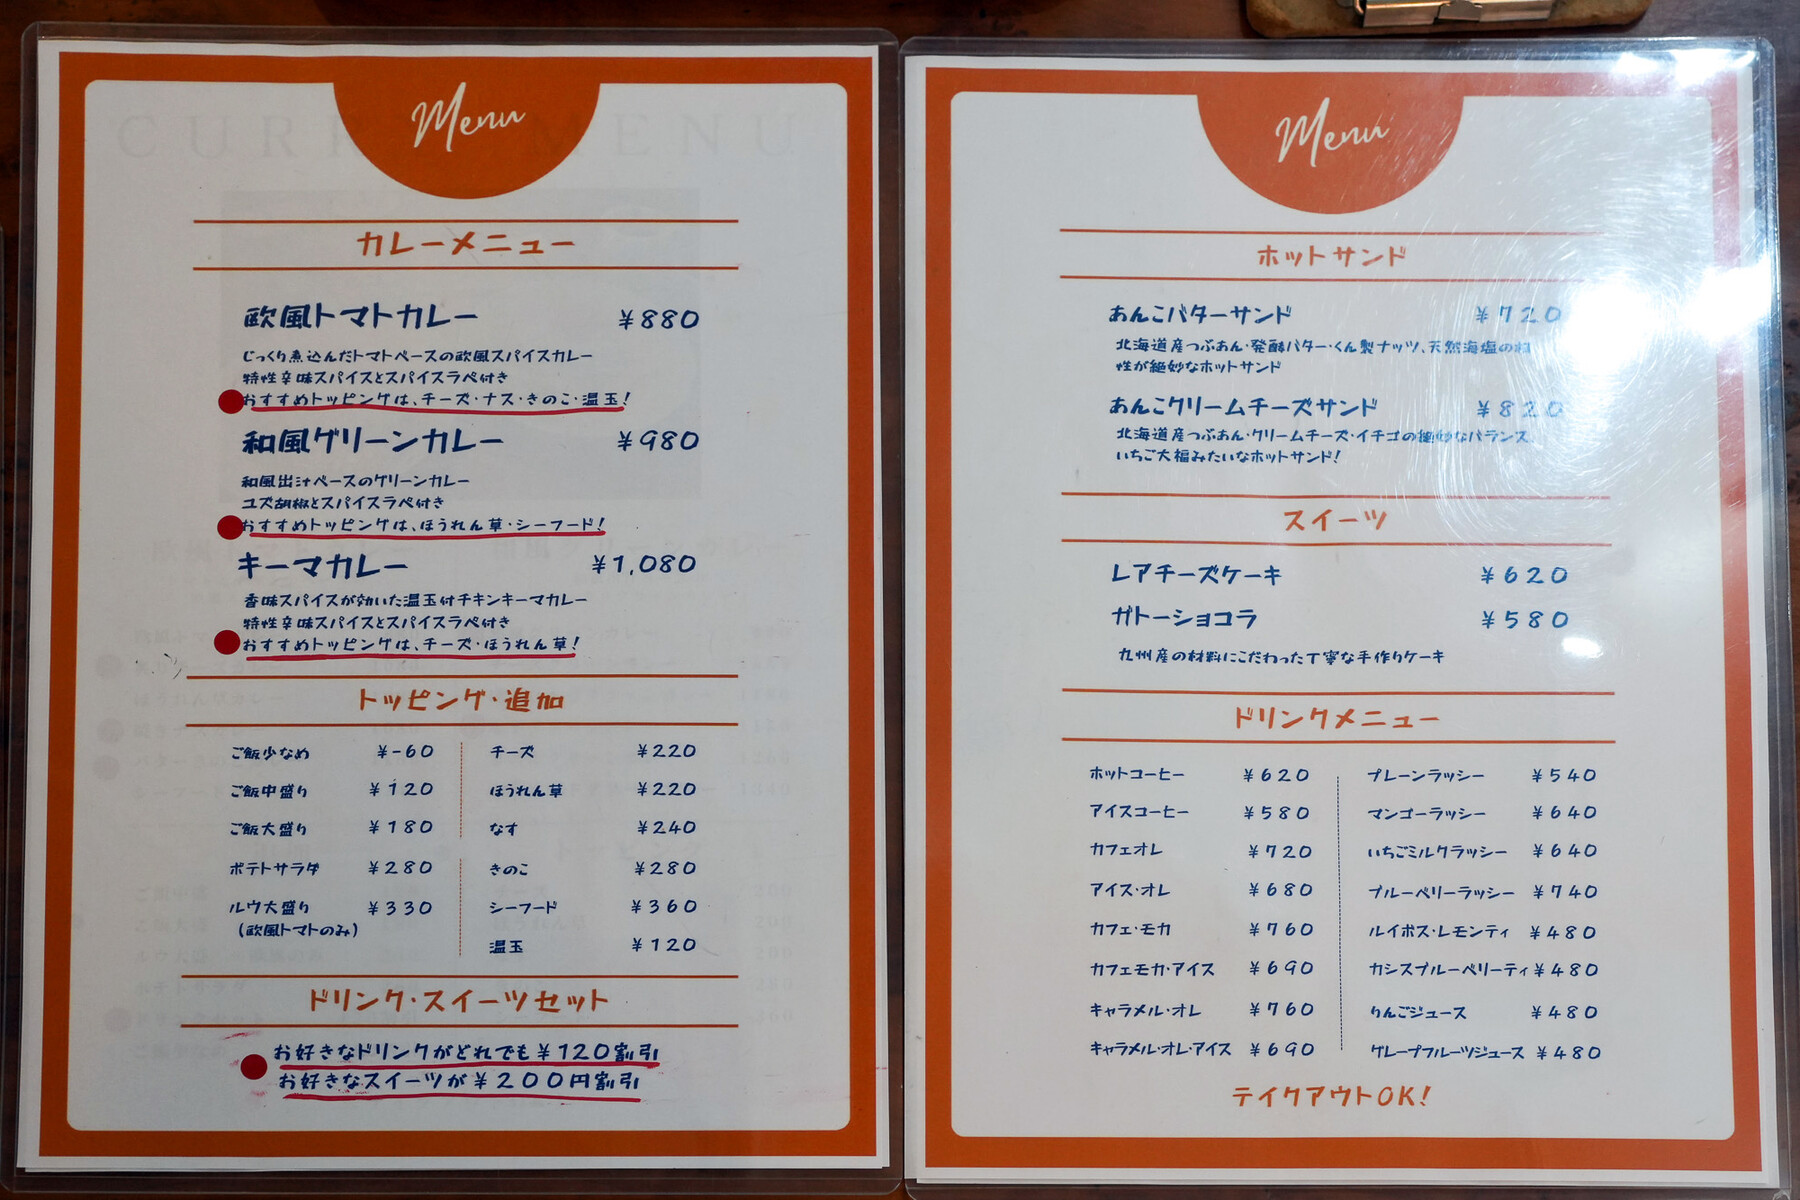 Menu
カレーメニュー
欧風トマトカレー ¥880
じっくり煮込んだトマトベースの欧風スパイスカレー
特性辛味スパイスとスパイスラペ付き
おすすめトッピングは、チーズ・ナス・きのこ・温玉!
和風グリーンカレー ¥980
和風出汁ベースのグリーンカレー
ユズ胡椒とスパイスラペ付き
おすすめトッピングは、ほうれん草・シーフード!
キーマカレー ¥1,080
香味スパイスが効いた温玉付チキンキーマカレー
特性辛味スパイスとスパイスラペ付き
おすすめトッピングは、チーズ・ほうれん草!
トッピング・追加
ご飯少なめ ¥-60
ご飯中盛り ¥120
ご飯大盛り ¥180
ポテトサラダ ¥280
ルウ大盛り ¥330
(欧風トマトのみ)
チーズ ¥220
ほうれん草 ¥220
なす ¥240
きのこ ¥280
シーフード ¥360
温玉 ¥120
ドリンク・スイーツセット
お好きなドリンクがどれでも¥120割引
お好きなスイーツが¥200円割引
Menu
ホットサンド
あんこバターサンド ¥720
北海道産つぶあん・発酵バター・くん製ナッツ、天然海塩の相
性が絶妙なホットサンド
あんこクリームチーズサンド ¥820
北海道産つぶあん・クリームチーズ・イチゴの絶妙なバランス
いちご大福みたいなホットサンド!
スイーツ
レアチーズケーキ ¥620
ガトーショコラ ¥580
九州産の材料にこだわった丁寧な手作りケーキ
ドリンクメニュー
ホットコーヒー ¥620
アイスコーヒー ¥580
カフェオレ ¥720
アイス・オレ ¥680
カフェ・モカ ¥760
カフェモカ・アイス ¥690
キャラメル・オレ ¥760
キャラメル・オレ・アイス ¥690
プレーンラッシー ¥540
マンゴーラッシー ¥640
いちごミルクラッシー ¥640
ブルーベリーラッシー ¥740
ルイボス・レモンティ ¥480
カシスブルーベリーティ ¥480
りんごジュース ¥480
グレープフルーツジュース ¥480
テイクアウトOK!